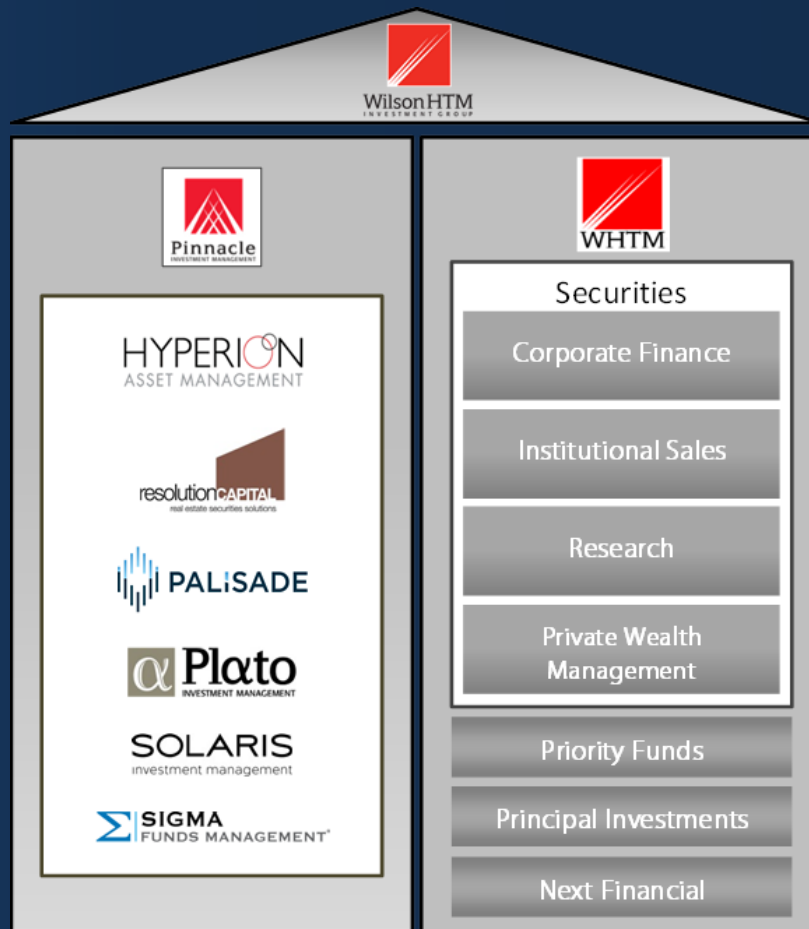 Wilson HTM
INVESTMENT GROUP
Pinnacle
INVESTMENT MANAGEMENT
HYPERION
ASSET MANAGEMENT
resolutionCAPITAL
real estate securities solutions
PALISADE
α Plato
INVESTMENT MANAGEMENT
SOLARIS
investment management
Σ SIGMA
FUNDS MANAGEMENT®
WHTM
Securities
Corporate Finance
Institutional Sales
Research
Private Wealth
Management
Priority Funds
Principal Investments
Next Financial